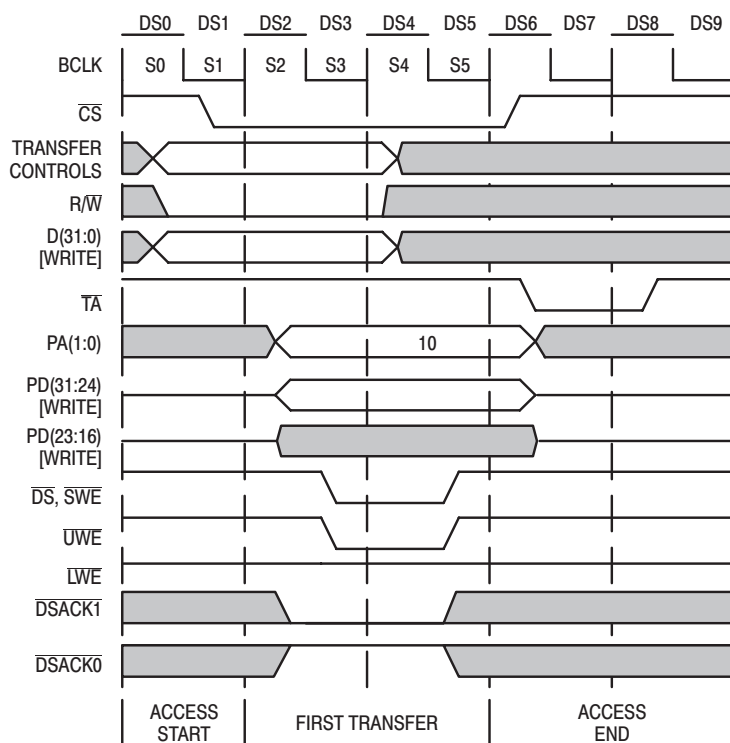 DS0 DS1 DS2 DS3 DS4 DS5 DS6 DS7 DS8 DS9
BCLK S0 S1 S2 S3 S4 S5
CS
TRANSFER
CONTROLS
R/W
D(31:0)
[WRITE]
TA
PA(1:0) 10
PD(31:24)
[WRITE]
PD(23:16)
[WRITE]
DS, SWE
UWE
LWE
DSACK1
DSACK0
ACCESS
START
FIRST TRANSFER
ACCESS
END